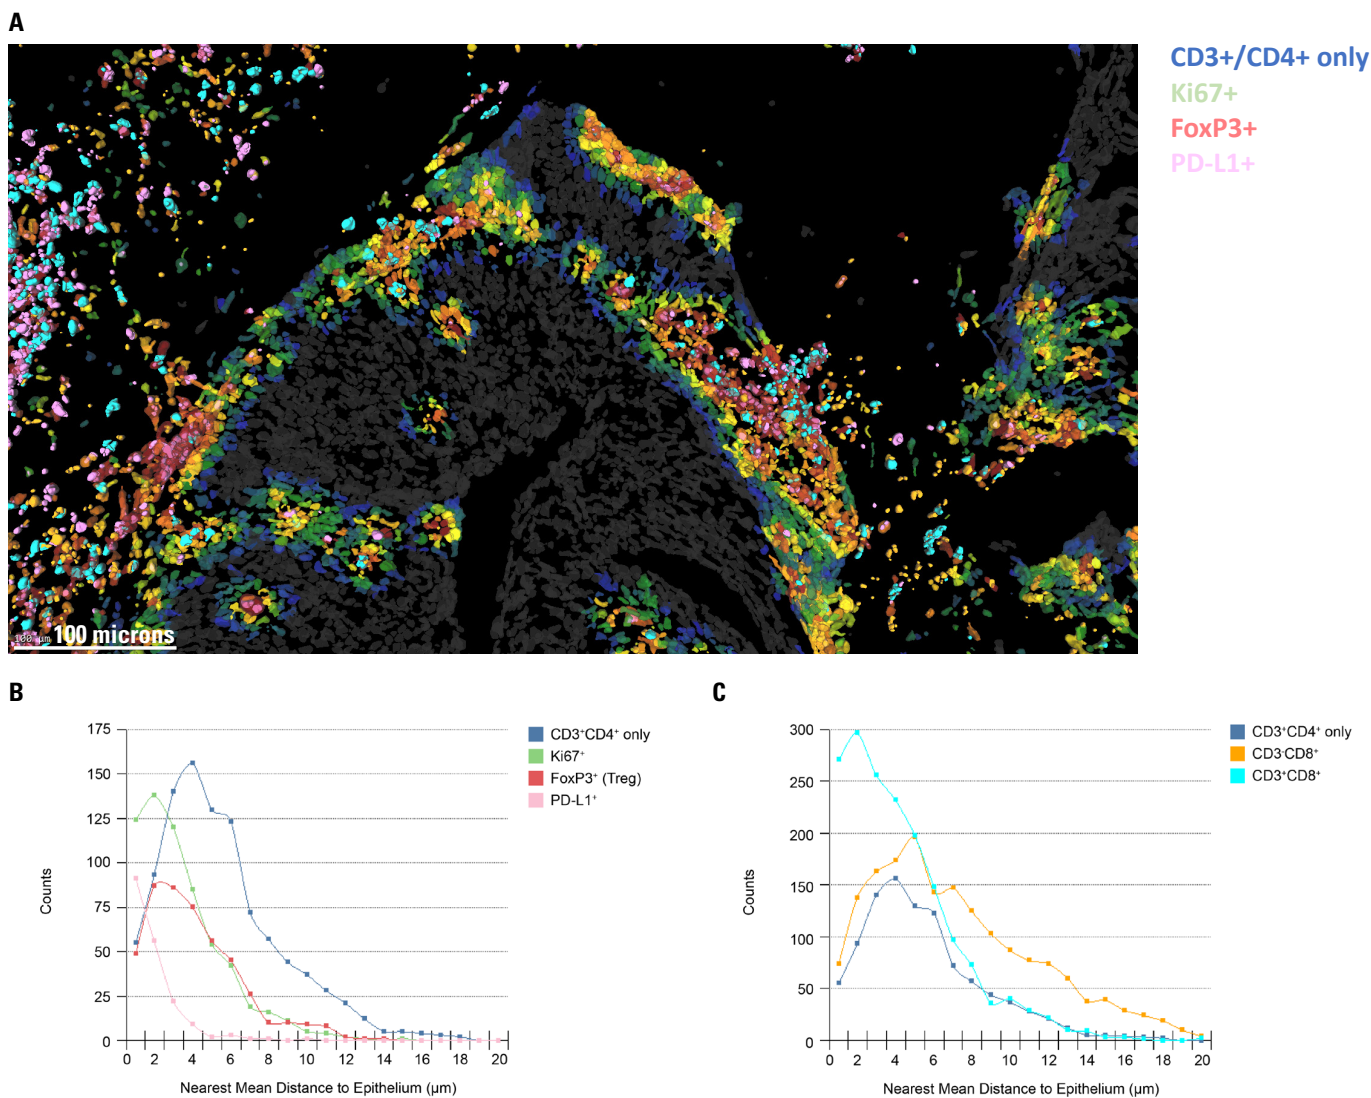 A
CD3+/CD4+ only
Ki67+
FoxP3+
PD-L1+
100 μm 100 microns
B
175
150
125
100
75
50
25
0
Counts
0 2 4 6 8 10 12 14 16 18 20
Nearest Mean Distance to Epithelium (μm)
CD3⁺CD4⁺ only
Ki67⁺
FoxP3⁺ (Treg)
PD-L1⁺
C
300
250
200
150
100
50
0
Counts
0 2 4 6 8 10 12 14 16 18 20
Nearest Mean Distance to Epithelium (μm)
CD3⁺CD4⁺ only
CD3⁻CD8⁺
CD3⁺CD8⁺